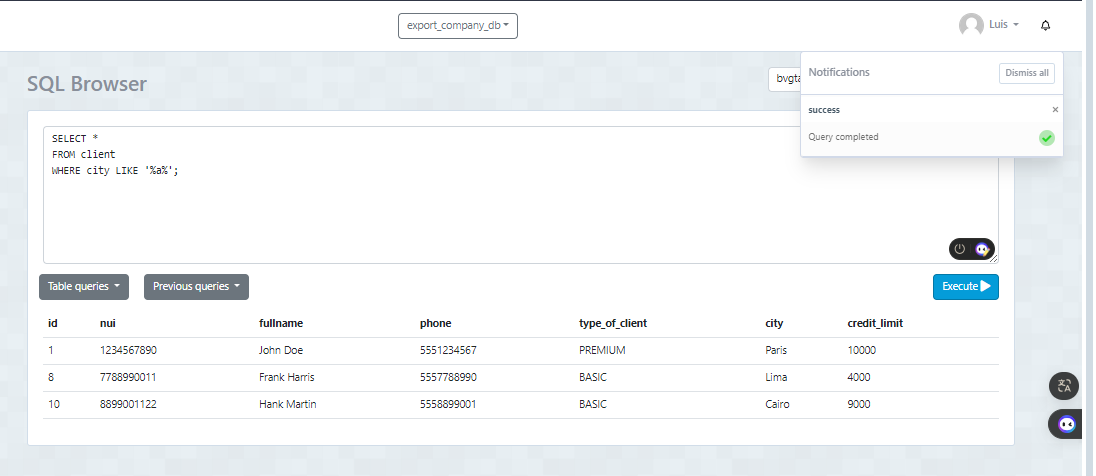 export_company_db
Luis
SQL Browser
Notifications
Dismiss all
success
×
Query completed
SELECT *
FROM client
WHERE city LIKE '%a%';
Table queries
Previous queries
Execute
id nui fullname phone type_of_client city credit_limit
1 1234567890 John Doe 5551234567 PREMIUM Paris 10000
8 7788990011 Frank Harris 5557788990 BASIC Lima 4000
10 8899001122 Hank Martin 5558899001 BASIC Cairo 9000